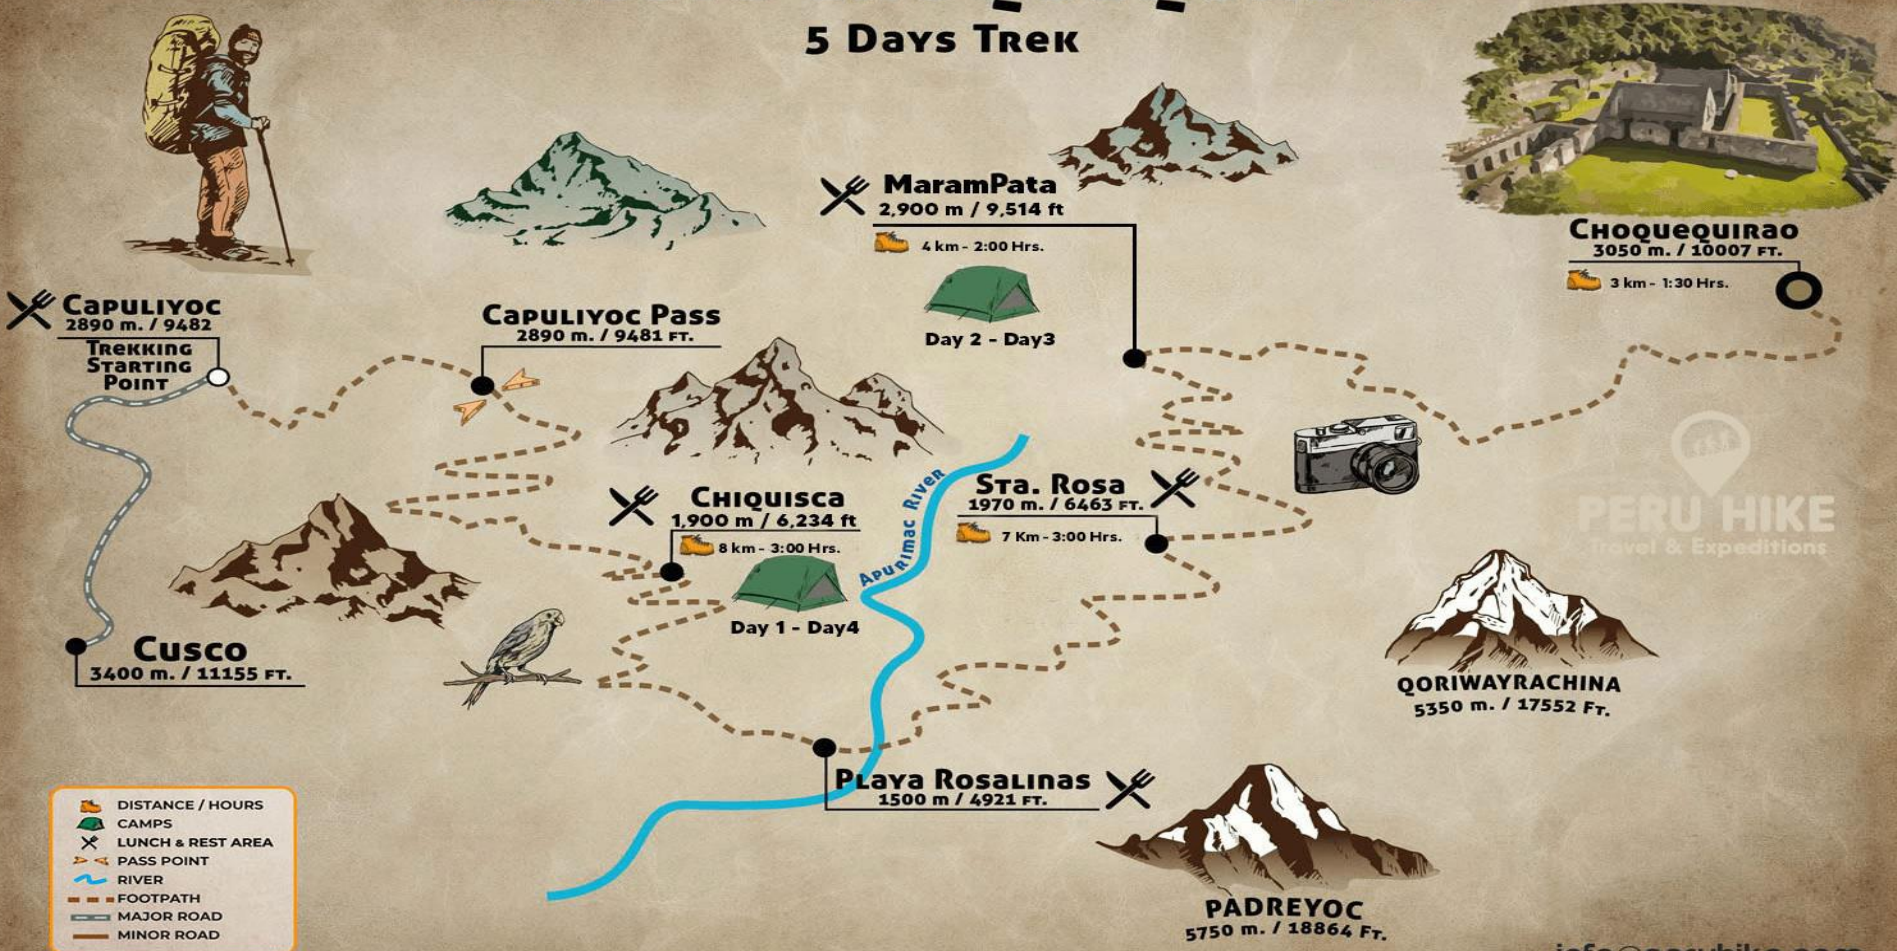 5 Days Trek
MaramPata
2,900 m / 9,514 ft
4 km - 2:00 Hrs.
Day 2 - Day3
Choquequirao
3050 m. / 10007 FT.
3 km - 1:30 Hrs.
Capuliyoc
2890 m. / 9482
Trekking
Starting
Point
Capuliyoc Pass
2890 m. / 9481 FT.
Chiquisca
1,900 m / 6,234 ft
8 km - 3:00 Hrs.
Day 1 - Day4
Apurimac River
Sta. Rosa
1970 m. / 6463 FT.
7 Km - 3:00 Hrs.
PERU HIKE
Travel & Expeditions
Cusco
3400 m. / 11155 FT.
QORIWAYRACHINA
5350 m. / 17552 Ft.
Playa Rosalinas
1500 m / 4921 FT.
PADREYOC
5750 m. / 18864 Ft.
DISTANCE / HOURS
CAMPS
LUNCH & REST AREA
PASS POINT
RIVER
FOOTPATH
MAJOR ROAD
MINOR ROAD